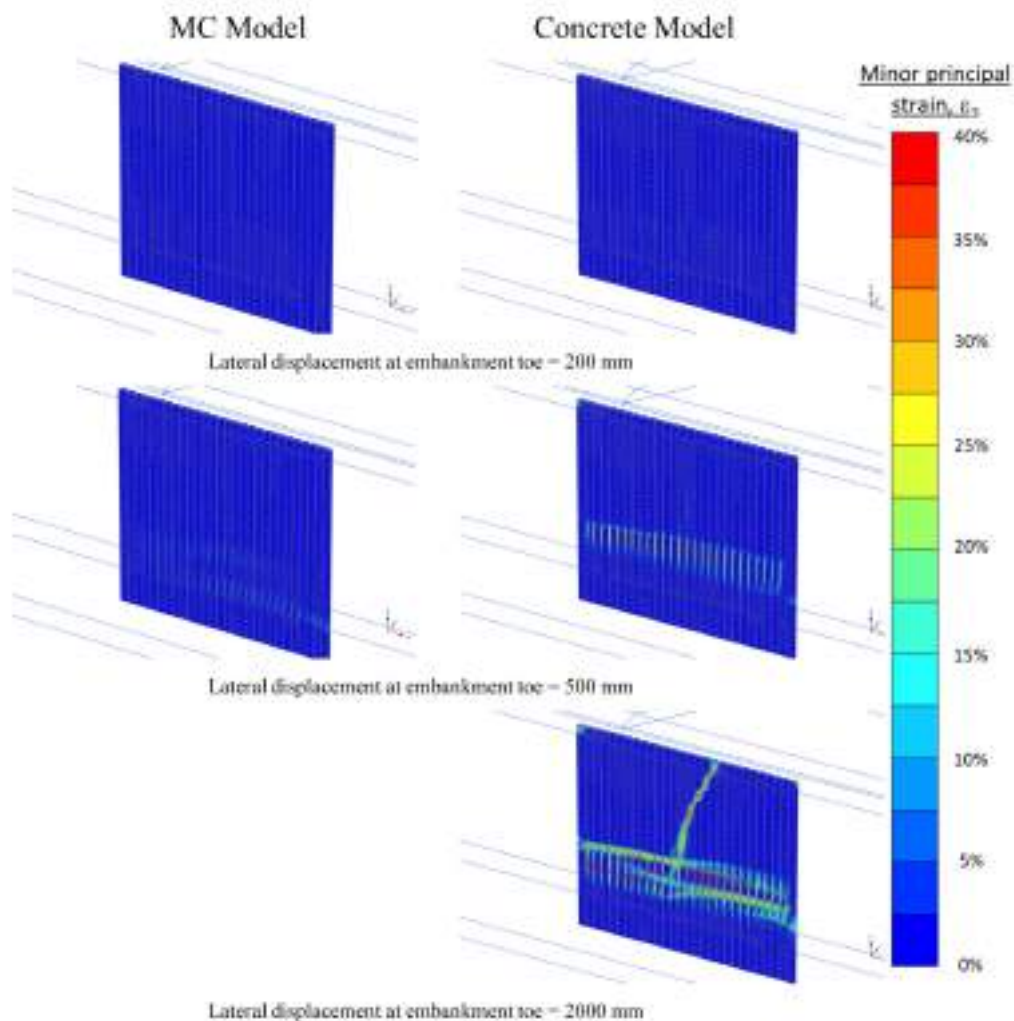 MC Model
Concrete Model
Minor principal
strain, ε₃
40%
35%
30%
25%
20%
15%
10%
5%
0%
Lateral displacement at embankment toe = 200 mm
Lateral displacement at embankment toe = 500 mm
Lateral displacement at embankment toe = 2000 mm